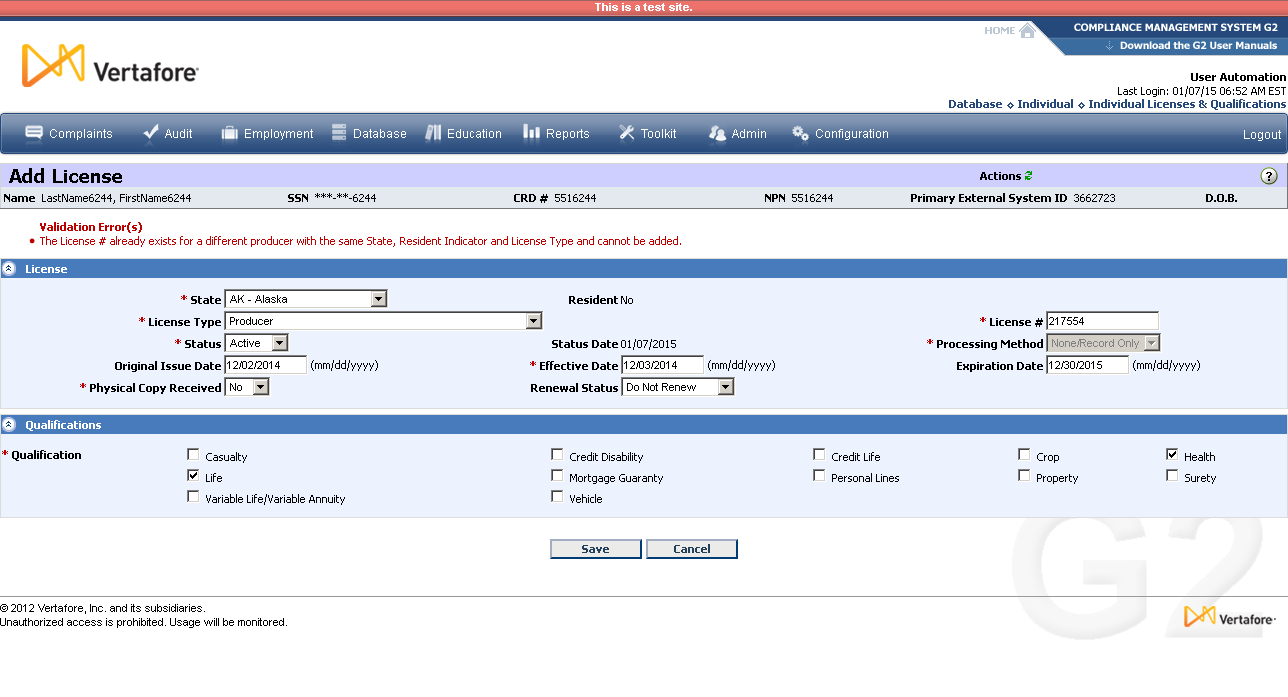 This is a test site.
HOME
COMPLIANCE MANAGEMENT SYSTEM G2
Download the G2 User Manuals
Vertafore
User Automation
Last Login: 01/07/15 06:52 AM EST
Database ⋄ Individual ⋄ Individual Licenses & Qualifications
Complaints Audit Employment Database Education Reports Toolkit Admin Configuration Logout
Add License Actions ?
Name LastName6244, FirstName6244 SSN ***-**-6244 CRD # 5516244 NPN 5516244 Primary External System ID 3662723 D.O.B.
Validation Error(s)
• The License # already exists for a different producer with the same State, Resident Indicator and License Type and cannot be added.
License
* State AK - Alaska Resident No
* License Type Producer * License # 217554
* Status Active Status Date 01/07/2015 * Processing Method None/Record Only
Original Issue Date 12/02/2014 (mm/dd/yyyy) * Effective Date 12/03/2014 (mm/dd/yyyy) Expiration Date 12/30/2015 (mm/dd/yyyy)
* Physical Copy Received No Renewal Status Do Not Renew
Qualifications
* Qualification Casualty Credit Disability Credit Life Crop Health
Life Mortgage Guaranty Personal Lines Property Surety
Variable Life/Variable Annuity Vehicle
Save Cancel
G2
© 2012 Vertafore, Inc. and its subsidiaries.
Unauthorized access is prohibited. Usage will be monitored.
Vertafore